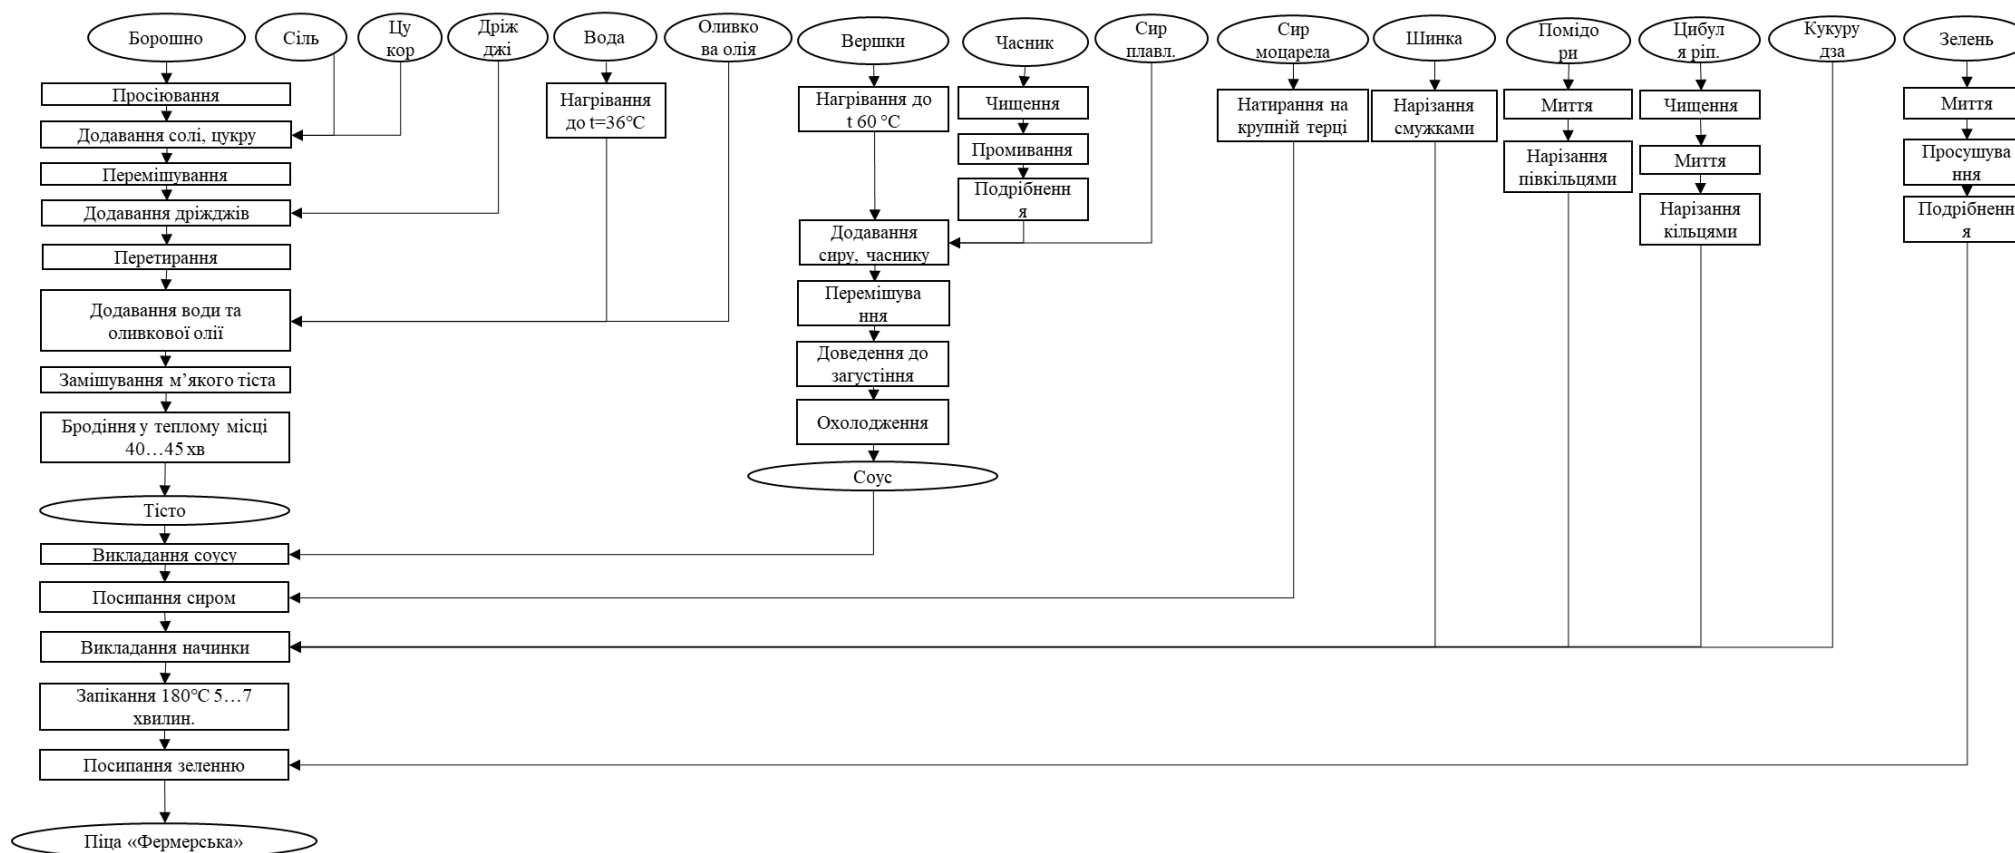 Борошно
Сіль
Цу
кор
Дріж
джі
Вода
Оливко
ва олія
Вершки
Часник
Сир
плавл.
Сир
моцарела
Шинка
Помідо
ри
Цибул
я ріп.
Кукуру
дза
Зелень
Просіювання
Додавання солі, цукру
Перемішування
Додавання дріжджів
Перетирання
Додавання води та
оливкової олії
Замішування м’якого тіста
Бродіння у теплому місці
40…45 хв
Тісто
Викладання соусу
Посипання сиром
Викладання начинки
Запікання 180°С 5…7
хвилин.
Посипання зеленню
Піца «Фермерська»
Нагрівання
до t=36°С
Нагрівання до
t 60 °С
Додавання
сиру, часнику
Перемішува
ння
Доведення до
загустіння
Охолодження
Соус
Чищення
Промивання
Подрібненн
я
Натирання на
крупній терці
Нарізання
смужками
Миття
Нарізання
півкільцями
Чищення
Миття
Нарізання
кільцями
Миття
Просушува
ння
Подрібненн
я